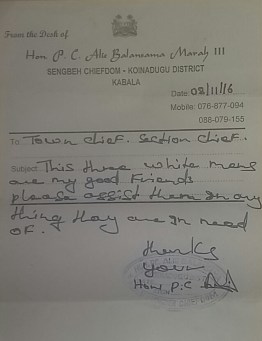 From the Desk of
Hon. P. C. Alie Balansama Marah III
SENGBEH CHIEFDOM - KOINADUGU DISTRICT
KABALA
Date: 08/11/16
Mobile: 076-877-094
088-079-155
To Town Chief. Section Chief.
Subject: This three white mens
are my good Friends
please assist them in any
thing they are in need
of.
thanks
your
Hon. P.C